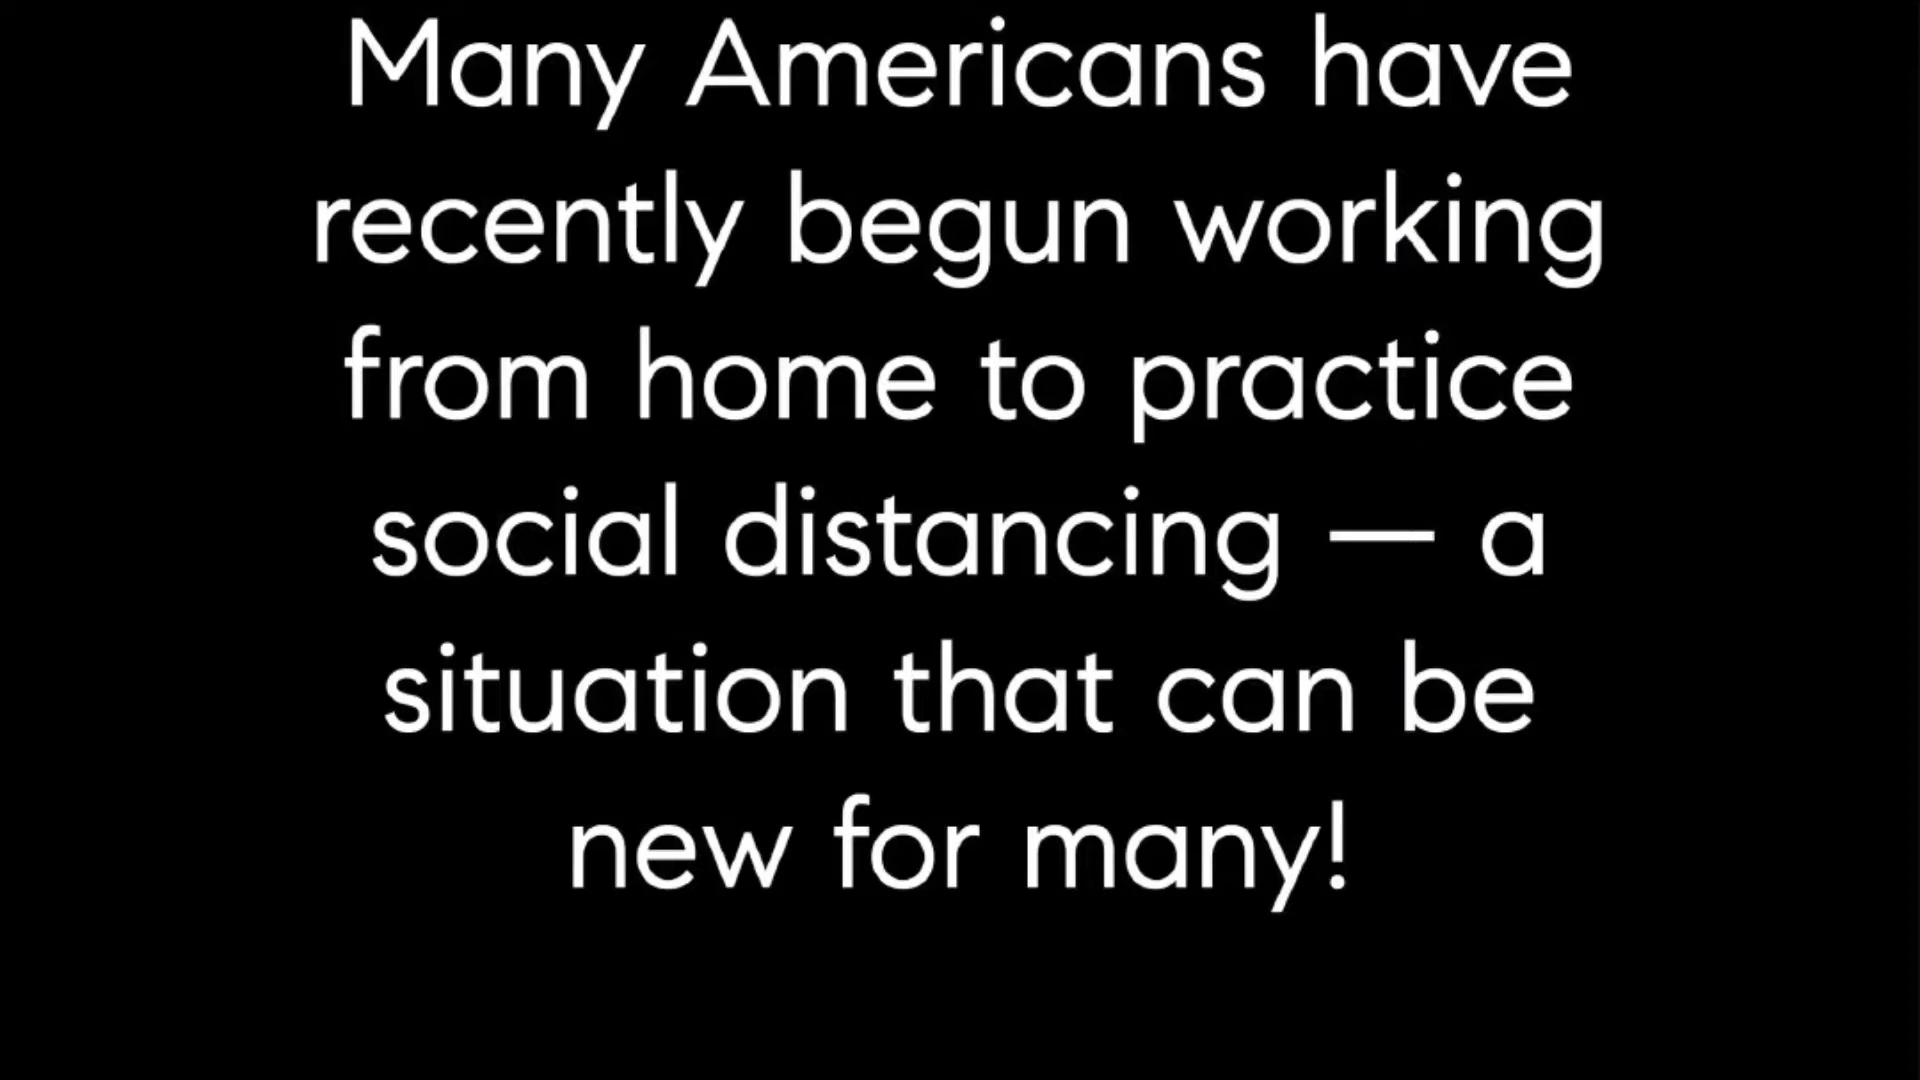 Many Americans have
recently begun working
from home to practice
social distancing — a
situation that can be
new for many!